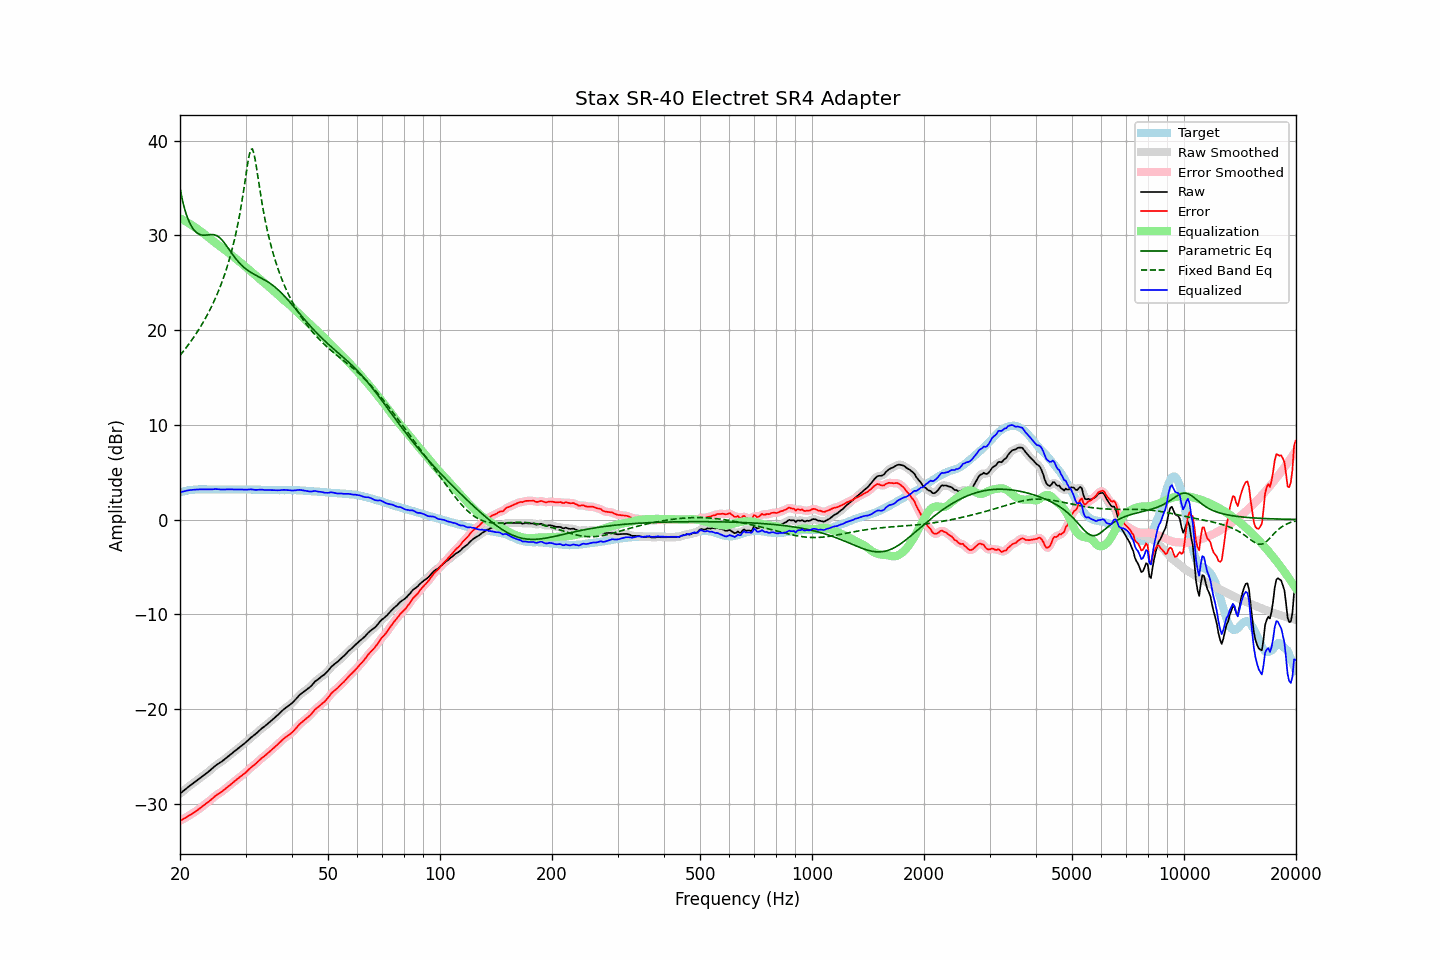 Stax SR-40 Electret SR4 Adapter
Amplitude (dBr)
40
30
20
10
0
−10
−20
−30
20
50
100
200
500
1000
2000
5000
10000
20000
Frequency (Hz)
Target
Raw Smoothed
Error Smoothed
Raw
Error
Equalization
Parametric Eq
Fixed Band Eq
Equalized